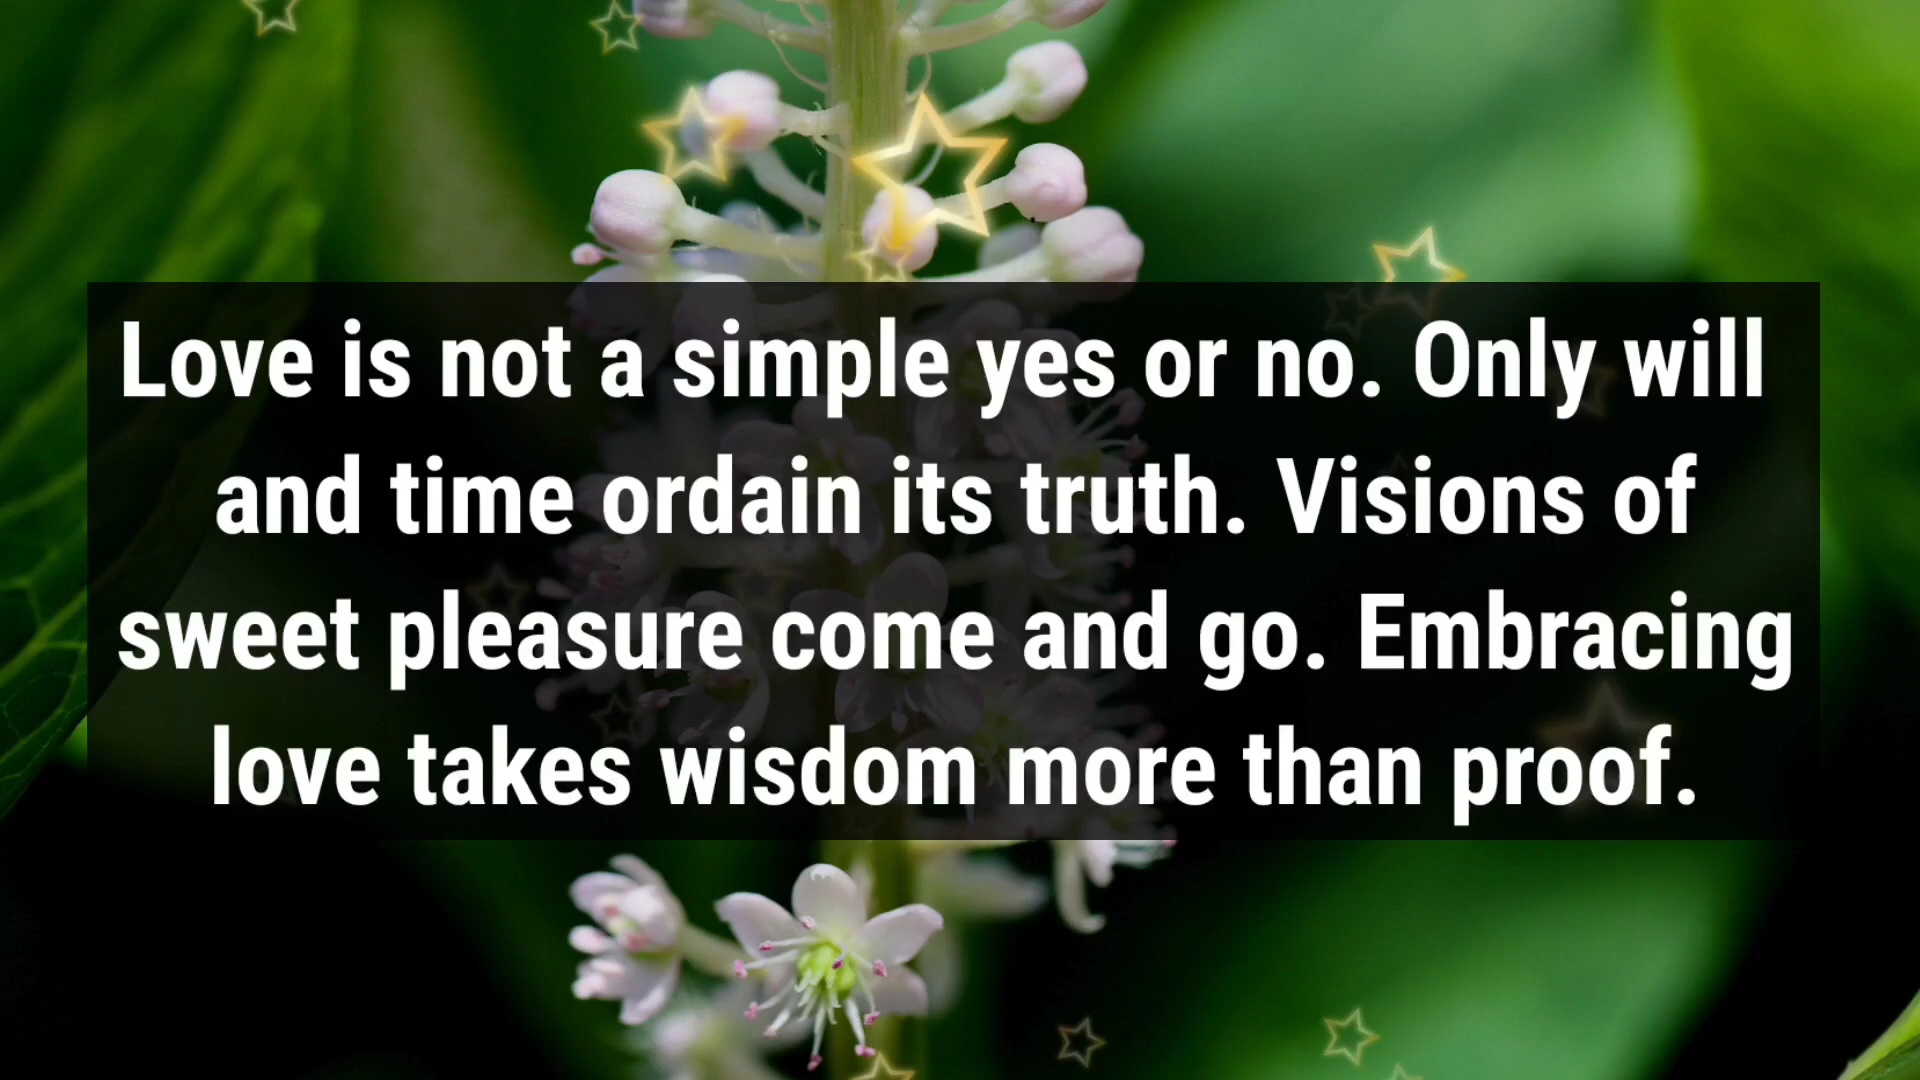 Love is not a simple yes or no. Only will
and time ordain its truth. Visions of
sweet pleasure come and go. Embracing
love takes wisdom more than proof.